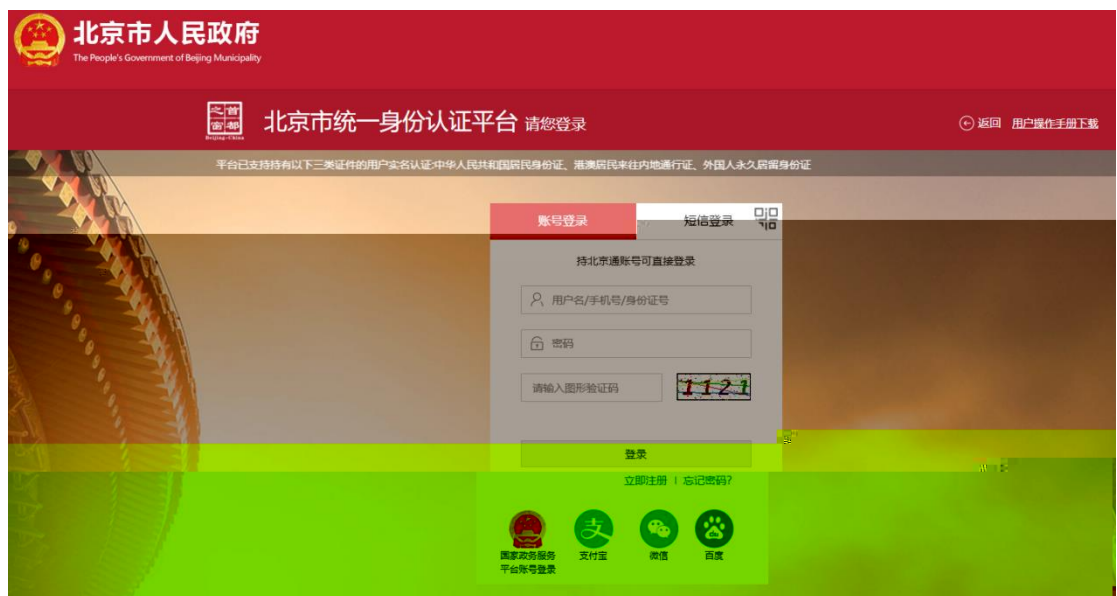 北京市人民政府
The People's Government of Beijing Municipality
首都之窗
Beijing-China
北京市统一身份认证平台 请您登录
返回 用户操作手册下载
平台已支持持有以下三类证件的用户实名认证:中华人民共和国居民身份证、港澳居民来往内地通行证、外国人永久居留身份证
账号登录 短信登录
持北京通账号可直接登录
用户名/手机号/身份证号
密码
请输入图形验证码 1121
登录
立即注册 | 忘记密码?
国家政务服务
平台账号登录
支
支付宝
微信
百度